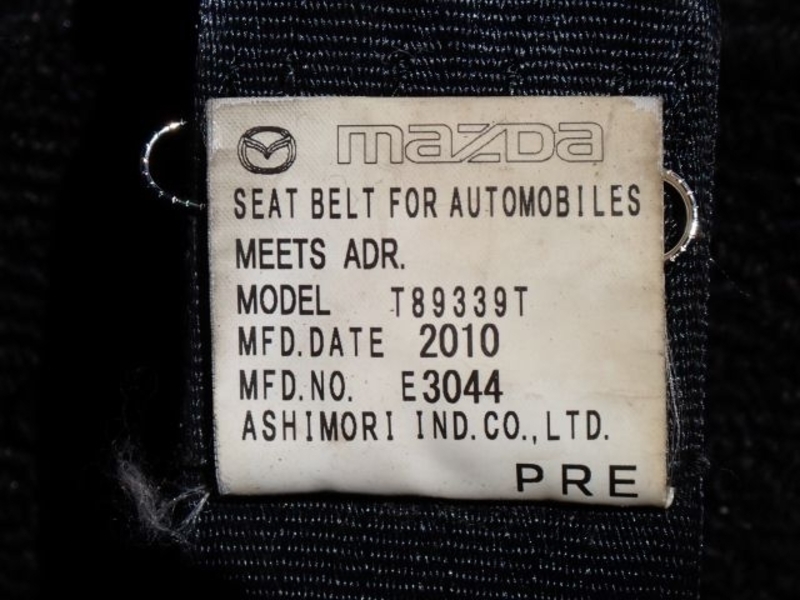 mazda
SEAT BELT FOR AUTOMOBILES
MEETS ADR.
MODEL T89339T
MFD.DATE 2010
MFD.NO. E3044
ASHIMORI IND.CO.,LTD.
PRE